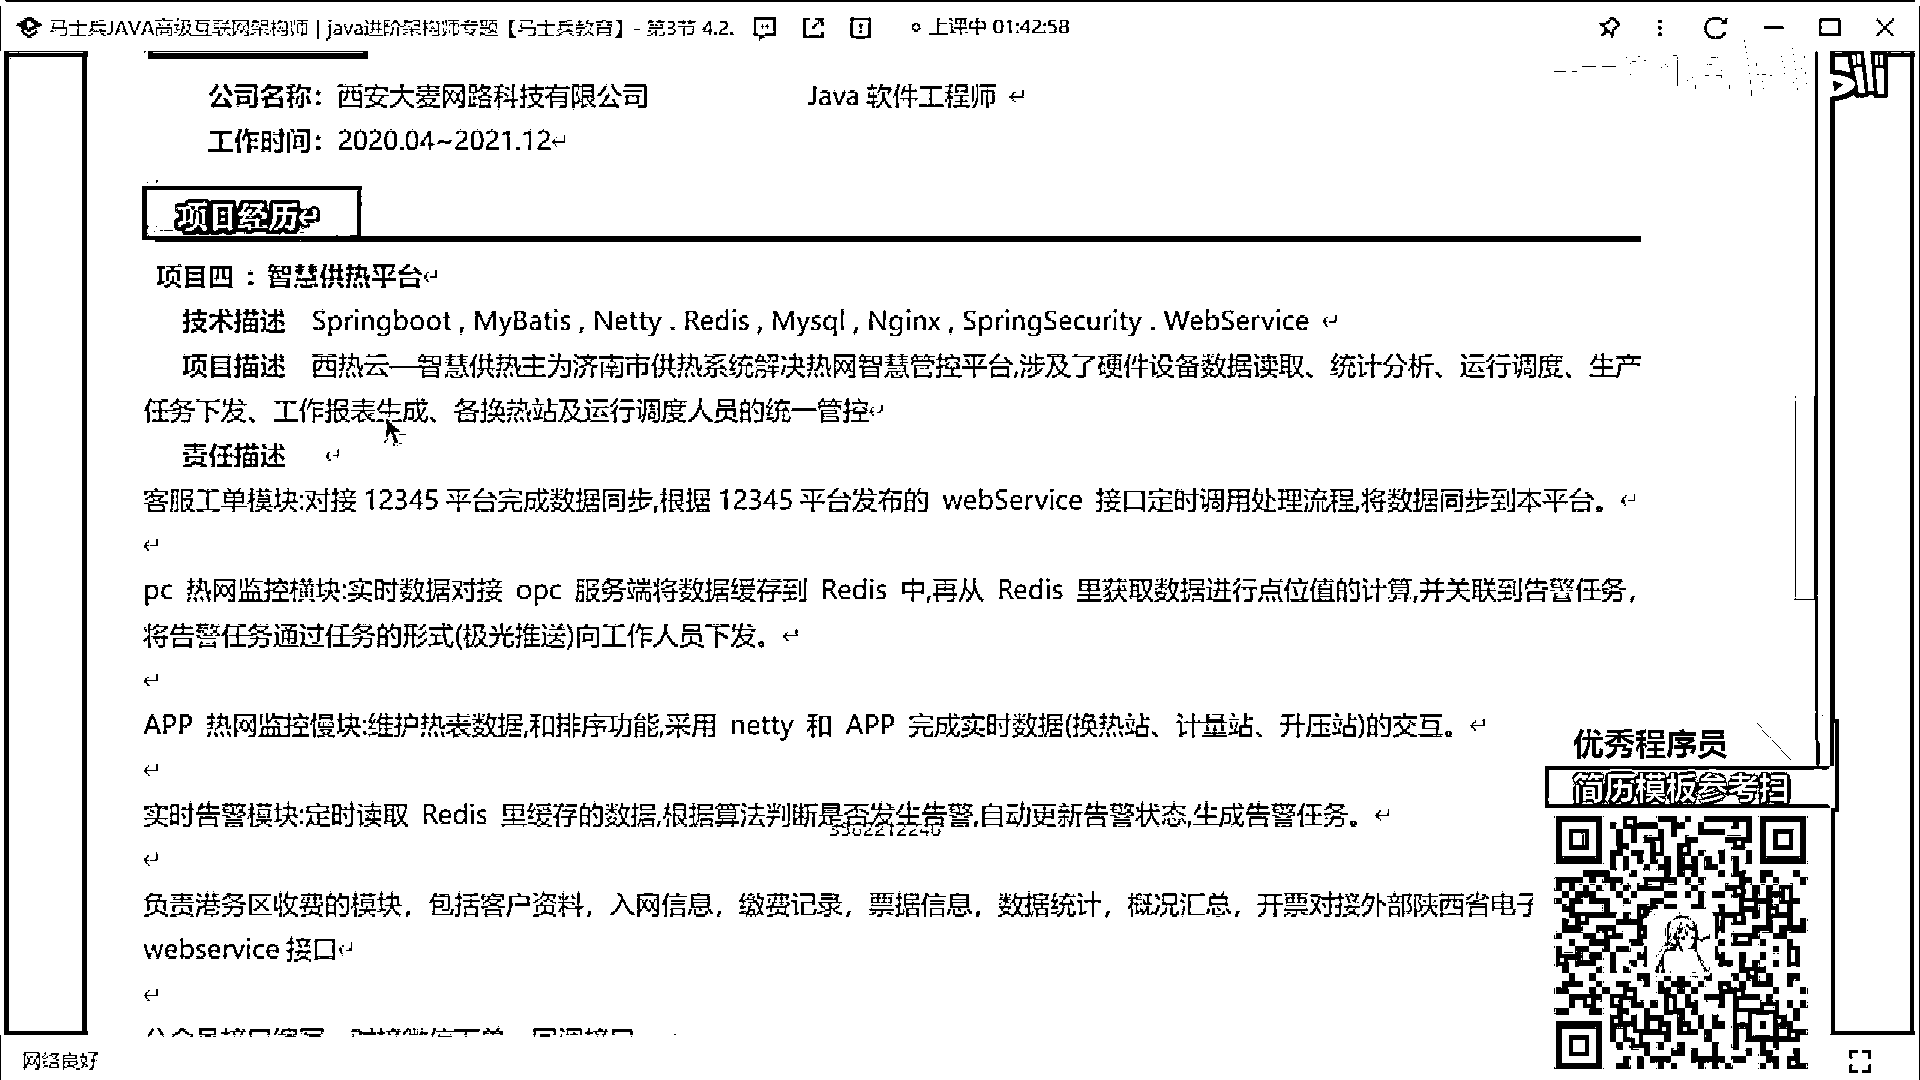 马士兵JAVA高级互联网架构师 | java进阶架构师专题【马士兵教育】- 第3节 4.2. 上课中 01:42:58
公司名称：西安大麦网路科技有限公司 Java 软件工程师
工作时间：2020.04~2021.12
项目经历
项目四 ：智慧供热平台
技术描述 Springboot , MyBatis , Netty . Redis , Mysql , Nginx , SpringSecurity . WebService
项目描述 西热云—智慧供热主为济南市供热系统解决热网智慧管控平台,涉及了硬件设备数据读取、统计分析、运行调度、生产
任务下发、工作报表生成、各换热站及运行调度人员的统一管控
责任描述
客服工单模块:对接 12345 平台完成数据同步,根据 12345 平台发布的 webService 接口定时调用处理流程,将数据同步到本平台。
pc 热网监控模块:实时数据对接 opc 服务端将数据缓存到 Redis 中,再从 Redis 里获取数据进行点位值的计算,并关联到告警任务,
将告警任务通过任务的形式(极光推送)向工作人员下发。
APP 热网监控慢块:维护热表数据,和排序功能,采用 netty 和 APP 完成实时数据(换热站、计量站、升压站)的交互。
实时告警模块:定时读取 Redis 里缓存的数据,根据算法判断是否发生告警,自动更新告警状态,生成告警任务。
负责港务区收费的模块，包括客户资料，入网信息，缴费记录，票据信息，数据统计，概况汇总，开票对接外部陕西省电子
webservice 接口
优秀程序员
简历模板参考扫
网络良好